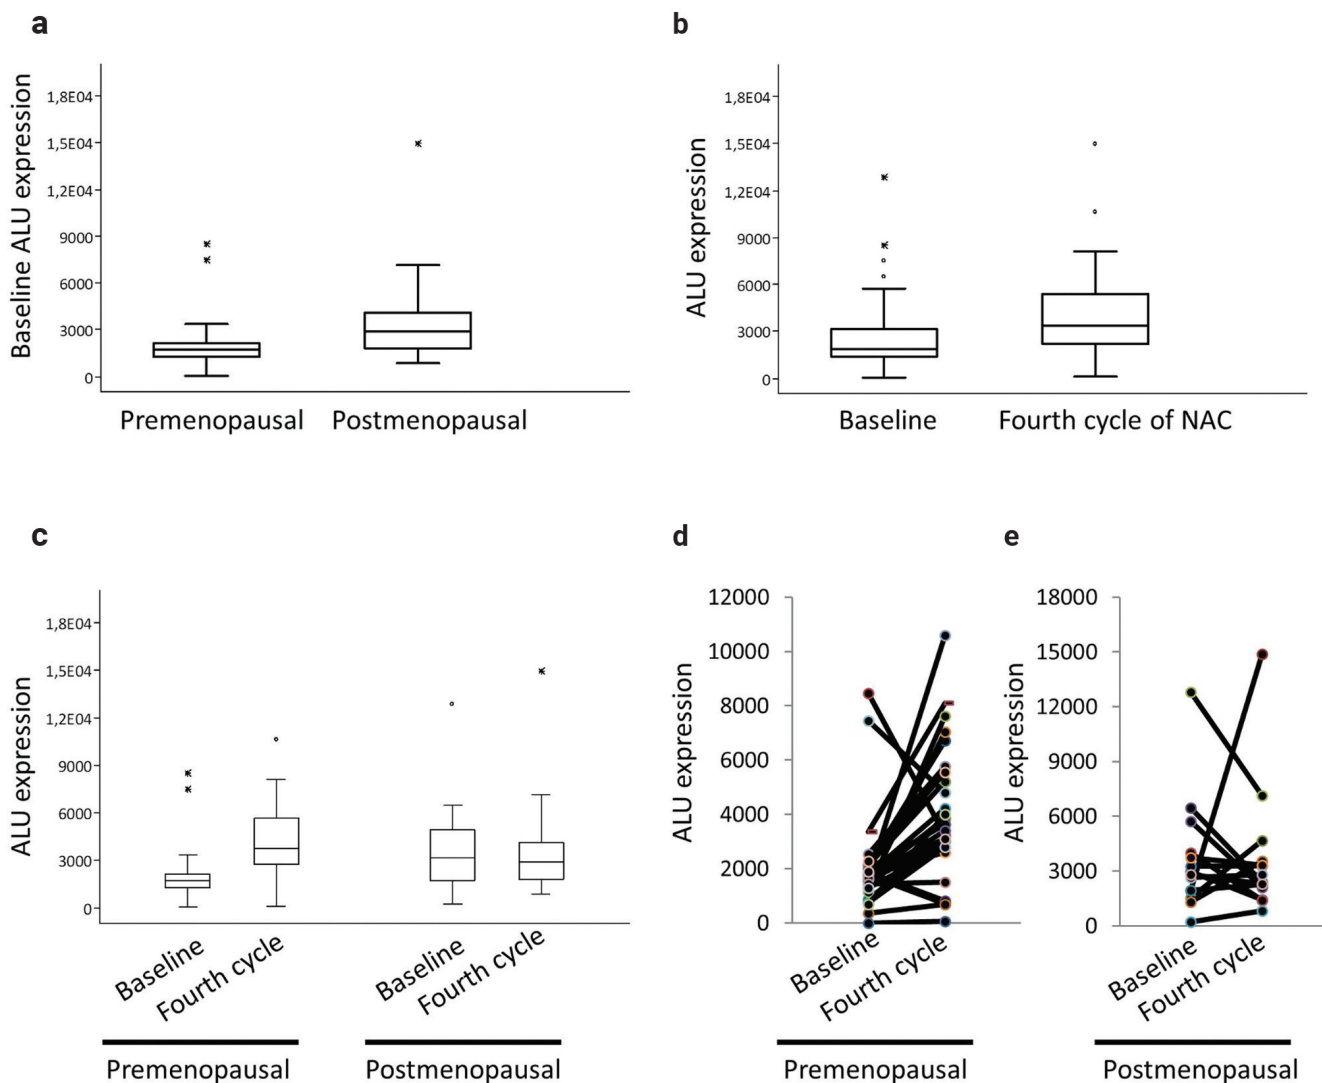 a
Baseline ALU expression
1,8E04
1,5E04
1,2E04
9000
6000
3000
0
Premenopausal
Postmenopausal
b
ALU expression
1,8E04
1,5E04
1,2E04
9000
6000
3000
0
Baseline
Fourth cycle of NAC
c
ALU expression
1,8E04
1,5E04
1,2E04
9000
6000
3000
0
Baseline
Fourth cycle
Baseline
Fourth cycle
Premenopausal
Postmenopausal
d
ALU expression
12000
10000
8000
6000
4000
2000
0
Baseline
Fourth cycle
Premenopausal
e
ALU expression
18000
15000
12000
9000
6000
3000
0
Baseline
Fourth cycle
Postmenopausal